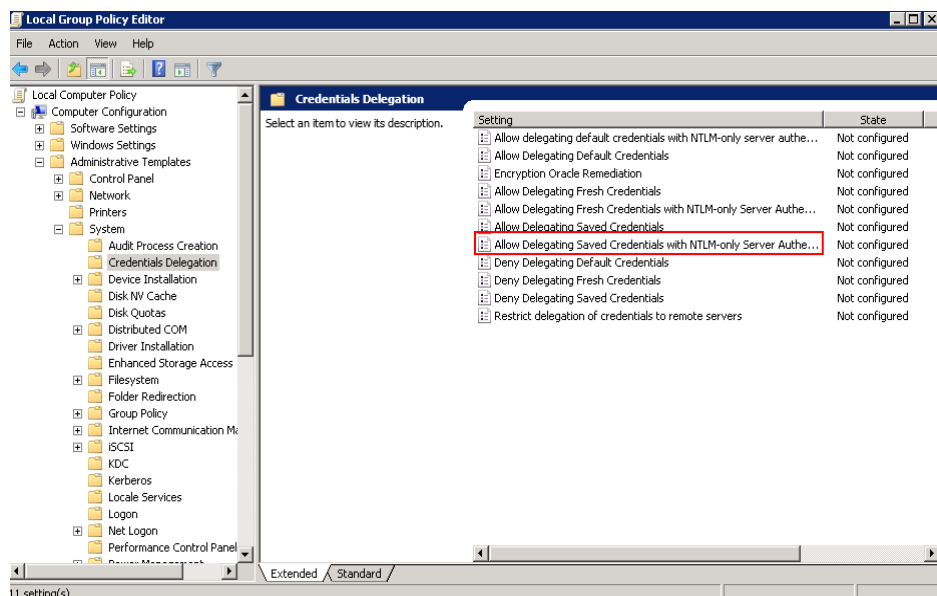 Local Group Policy Editor
File Action View Help
Local Computer Policy
Computer Configuration
Software Settings
Windows Settings
Administrative Templates
Control Panel
Network
Printers
System
Audit Process Creation
Credentials Delegation
Device Installation
Disk NV Cache
Disk Quotas
Distributed COM
Driver Installation
Enhanced Storage Access
Filesystem
Folder Redirection
Group Policy
Internet Communication Ma
iSCSI
KDC
Kerberos
Locale Services
Logon
Net Logon
Performance Control Panel
Power Management
Credentials Delegation
Select an item to view its description.
Setting State
Allow delegating default credentials with NTLM-only server authe... Not configured
Allow Delegating Default Credentials Not configured
Encryption Oracle Remediation Not configured
Allow Delegating Fresh Credentials Not configured
Allow Delegating Fresh Credentials with NTLM-only Server Authe... Not configured
Allow Delegating Saved Credentials Not configured
Allow Delegating Saved Credentials with NTLM-only Server Authe... Not configured
Deny Delegating Default Credentials Not configured
Deny Delegating Fresh Credentials Not configured
Deny Delegating Saved Credentials Not configured
Restrict delegation of credentials to remote servers Not configured
Extended Standard
11 setting(s)